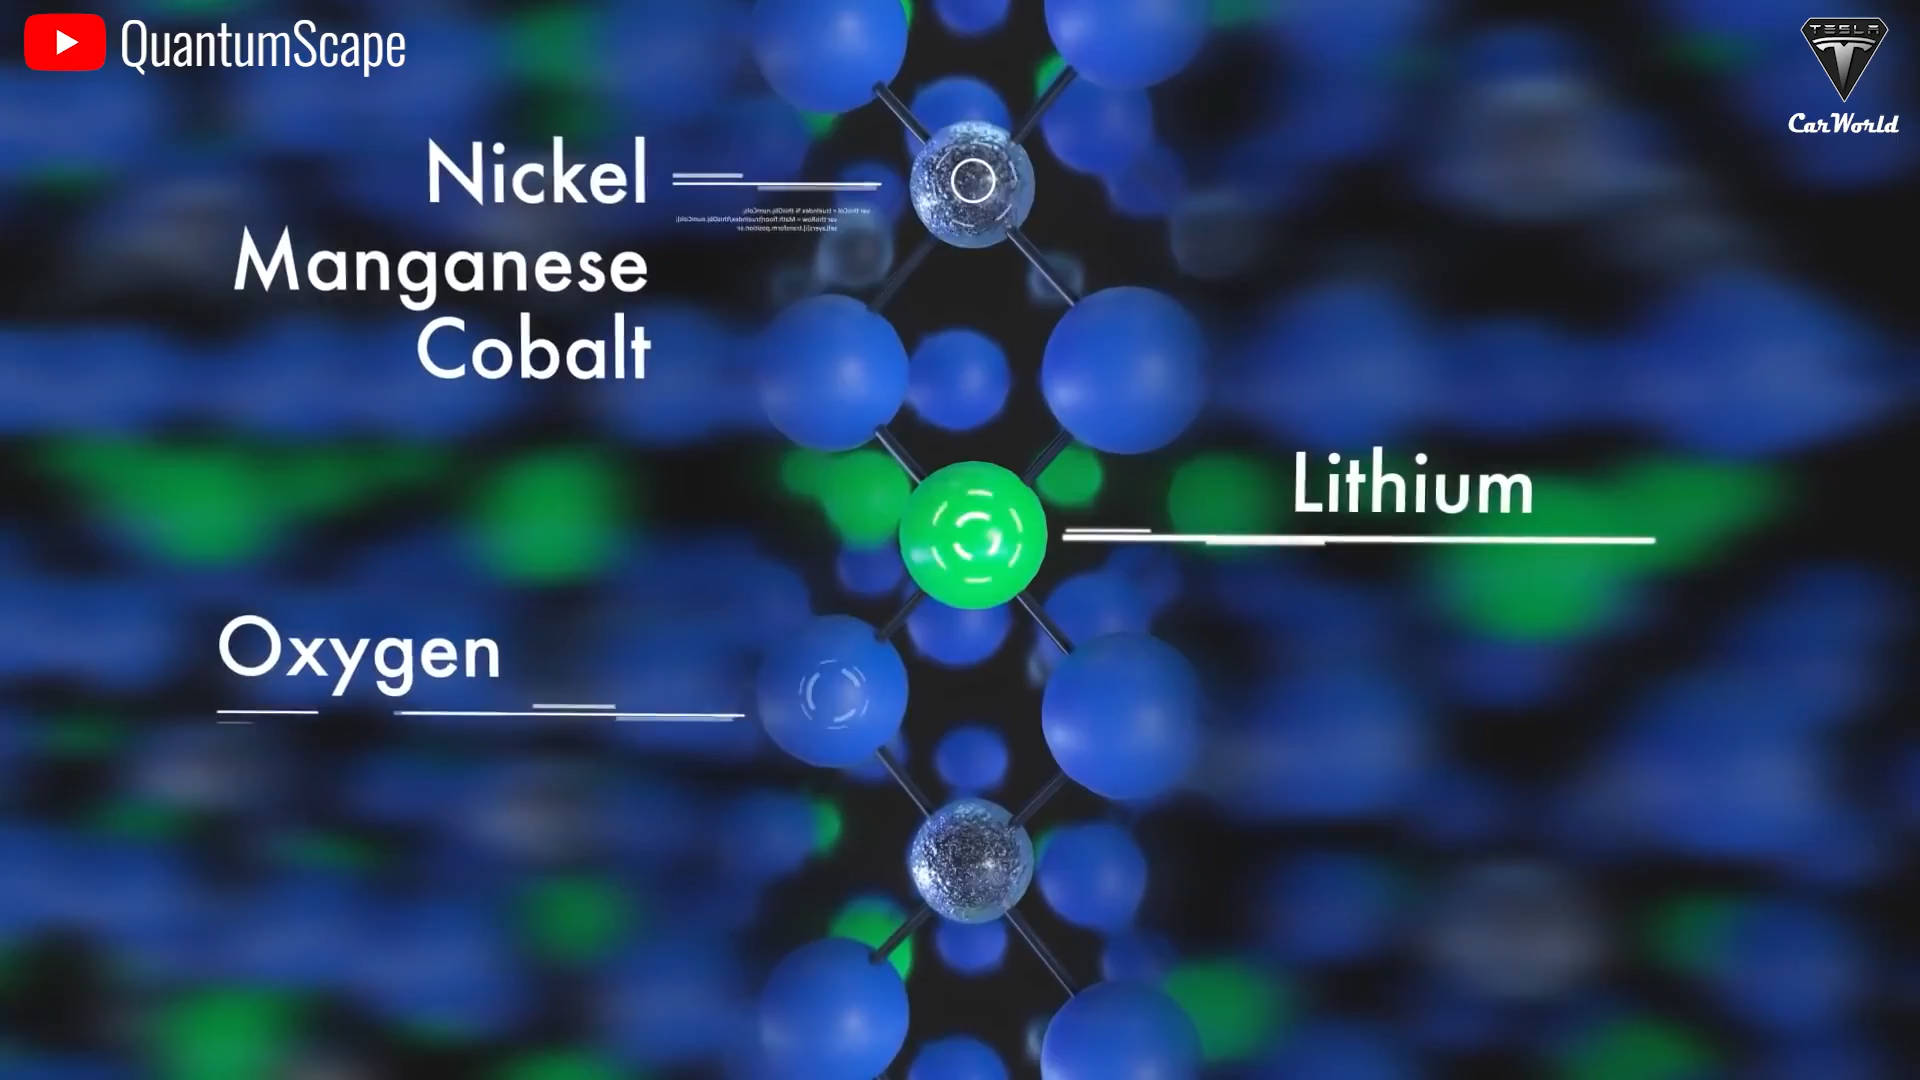 QuantumScape
TESLA
CarWorld
Nickel
Manganese
Cobalt
Lithium
Oxygen